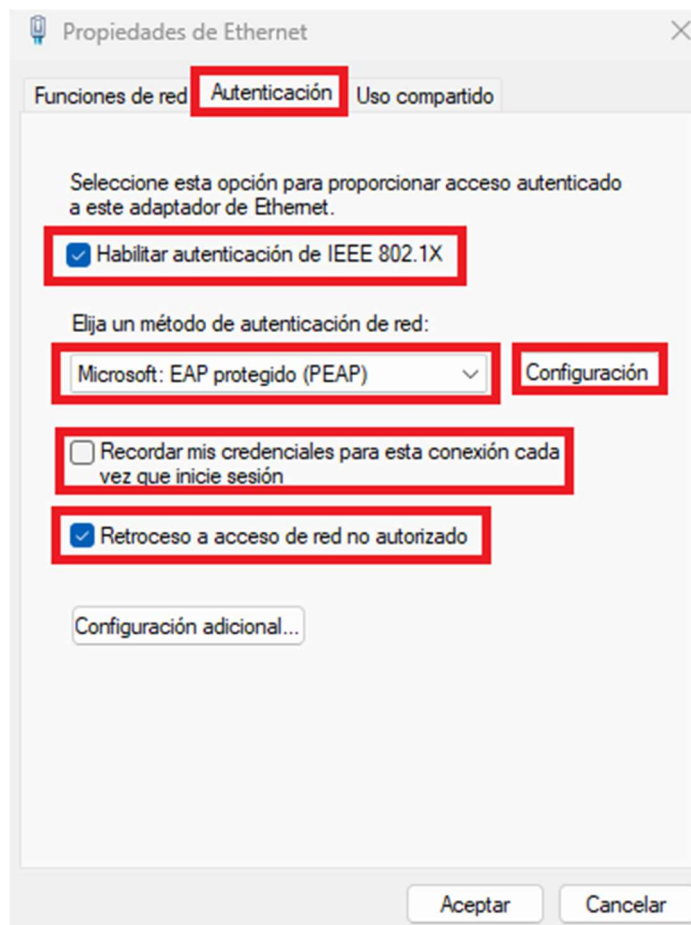 Propiedades de Ethernet
Funciones de red Autenticación Uso compartido
Seleccione esta opción para proporcionar acceso autenticado
a este adaptador de Ethernet.
Habilitar autenticación de IEEE 802.1X
Elija un método de autenticación de red:
Microsoft: EAP protegido (PEAP) Configuración
Recordar mis credenciales para esta conexión cada
vez que inicie sesión
Retroceso a acceso de red no autorizado
Configuración adicional...
Aceptar Cancelar